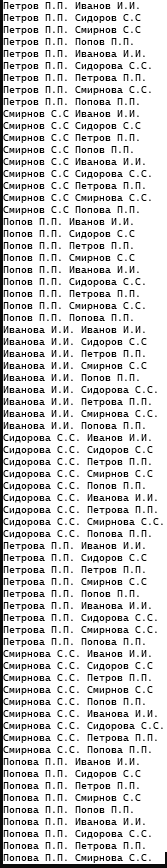 Петров П.П. Иванов И.И.
Петров П.П. Сидоров С.С
Петров П.П. Смирнов С.С
Петров П.П. Попов П.П.
Петров П.П. Иванова И.И.
Петров П.П. Сидорова С.С.
Петров П.П. Петрова П.П.
Петров П.П. Смирнова С.С.
Петров П.П. Попова П.П.
Смирнов С.С Иванов И.И.
Смирнов С.С Сидоров С.С
Смирнов С.С Петров П.П.
Смирнов С.С Попов П.П.
Смирнов С.С Иванова И.И.
Смирнов С.С Сидорова С.С.
Смирнов С.С Петрова П.П.
Смирнов С.С Смирнова С.С.
Смирнов С.С Попова П.П.
Попов П.П. Иванов И.И.
Попов П.П. Сидоров С.С
Попов П.П. Петров П.П.
Попов П.П. Смирнов С.С
Попов П.П. Иванова И.И.
Попов П.П. Сидорова С.С.
Попов П.П. Петрова П.П.
Попов П.П. Смирнова С.С.
Попов П.П. Попова П.П.
Иванова И.И. Иванов И.И.
Иванова И.И. Сидоров С.С
Иванова И.И. Петров П.П.
Иванова И.И. Смирнов С.С
Иванова И.И. Попов П.П.
Иванова И.И. Сидорова С.С.
Иванова И.И. Петрова П.П.
Иванова И.И. Смирнова С.С.
Иванова И.И. Попова П.П.
Сидорова С.С. Иванов И.И.
Сидорова С.С. Сидоров С.С
Сидорова С.С. Петров П.П.
Сидорова С.С. Смирнов С.С
Сидорова С.С. Попов П.П.
Сидорова С.С. Иванова И.И.
Сидорова С.С. Петрова П.П.
Сидорова С.С. Смирнова С.С.
Сидорова С.С. Попова П.П.
Петрова П.П. Иванов И.И.
Петрова П.П. Сидоров С.С
Петрова П.П. Петров П.П.
Петрова П.П. Смирнов С.С
Петрова П.П. Попов П.П.
Петрова П.П. Иванова И.И.
Петрова П.П. Сидорова С.С.
Петрова П.П. Смирнова С.С.
Петрова П.П. Попова П.П.
Смирнова С.С. Иванов И.И.
Смирнова С.С. Сидоров С.С
Смирнова С.С. Петров П.П.
Смирнова С.С. Смирнов С.С
Смирнова С.С. Попов П.П.
Смирнова С.С. Иванова И.И.
Смирнова С.С. Сидорова С.С.
Смирнова С.С. Петрова П.П.
Смирнова С.С. Попова П.П.
Попова П.П. Иванов И.И.
Попова П.П. Сидоров С.С
Попова П.П. Петров П.П.
Попова П.П. Смирнов С.С
Попова П.П. Попов П.П.
Попова П.П. Иванова И.И.
Попова П.П. Сидорова С.С.
Попова П.П. Петрова П.П.
Попова П.П. Смирнова С.С.